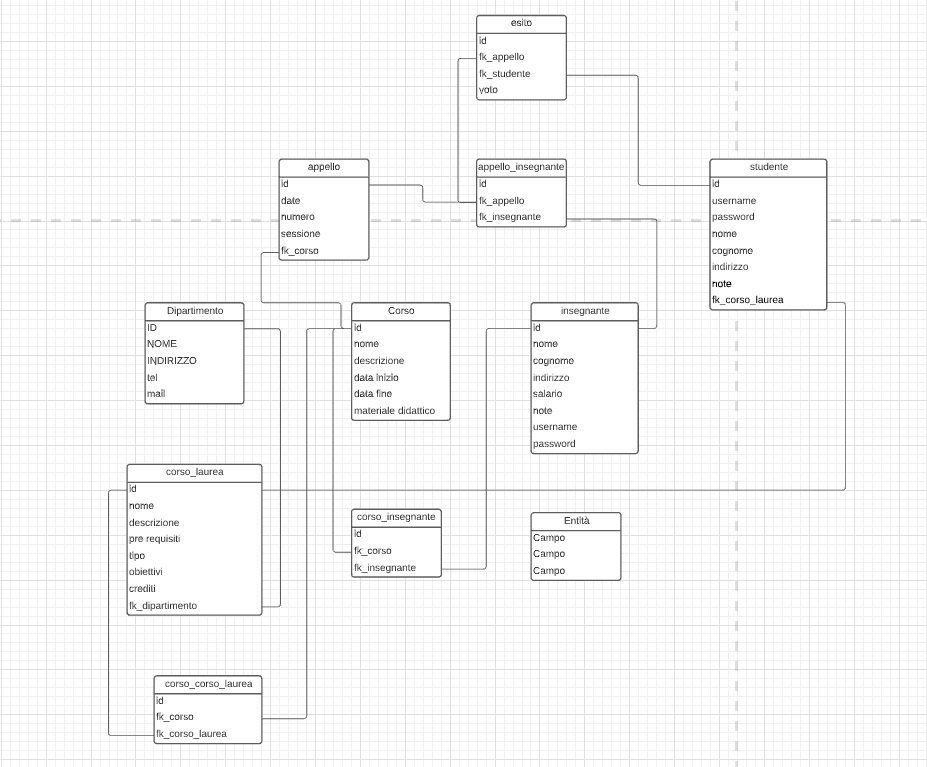 esito
id
fk_appello
fk_studente
voto
appello
id
date
numero
sessione
fk_corso
appello_insegnante
id
fk_appello
fk_insegnante
studente
id
username
password
nome
cognome
indirizzo
note
fk_corso_laurea
Dipartimento
ID
NOME
INDIRIZZO
tel
mail
Corso
id
nome
descrizione
data inizio
data fine
materiale didattico
insegnante
id
nome
cognome
indirizzo
salario
note
username
password
corso_laurea
id
nome
descrizione
pre requisiti
tipo
obiettivi
crediti
fk_dipartimento
corso_insegnante
id
fk_corso
fk_insegnante
Entità
Campo
Campo
Campo
corso_corso_laurea
id
fk_corso
fk_corso_laurea